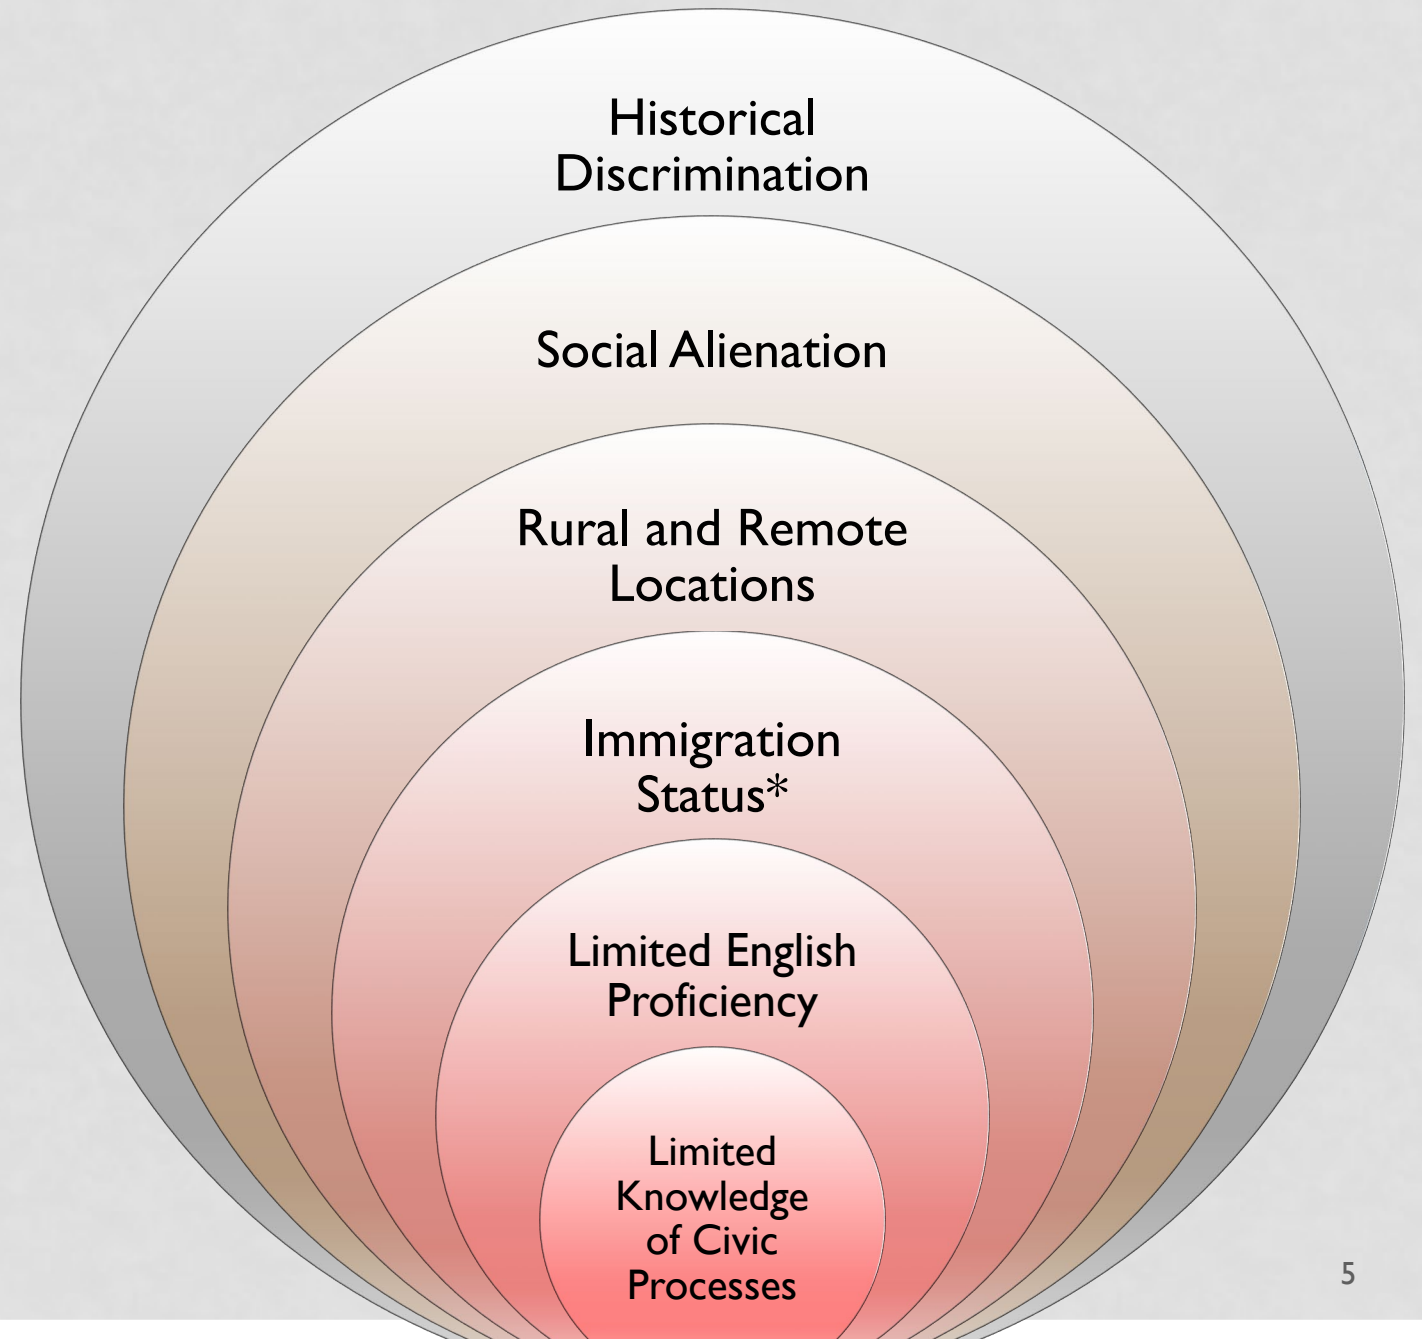 Historical
Discrimination
Social Alienation
Rural and Remote
Locations
Immigration
Status*
Limited English
Proficiency
Limited
Knowledge
of Civic
Processes
5